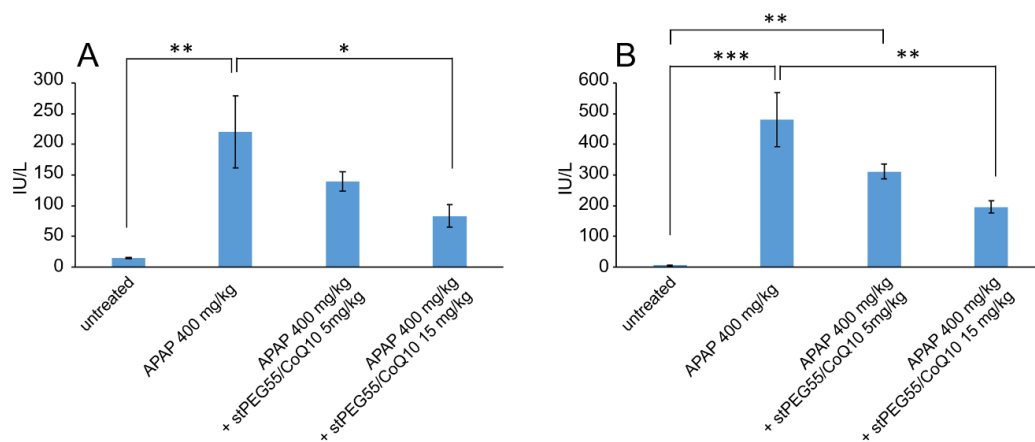 A
** *
300
250
200
150
100
50
0
IU/L
untreated
APAP 400 mg/kg
APAP 400 mg/kg
+ stPEG55/CoQ10 5mg/kg
APAP 400 mg/kg
+ stPEG55/CoQ10 15 mg/kg
B
**
*** **
600
500
400
300
200
100
0
IU/L
untreated
APAP 400 mg/kg
APAP 400 mg/kg
+ stPEG55/CoQ10 5mg/kg
APAP 400 mg/kg
+ stPEG55/CoQ10 15 mg/kg